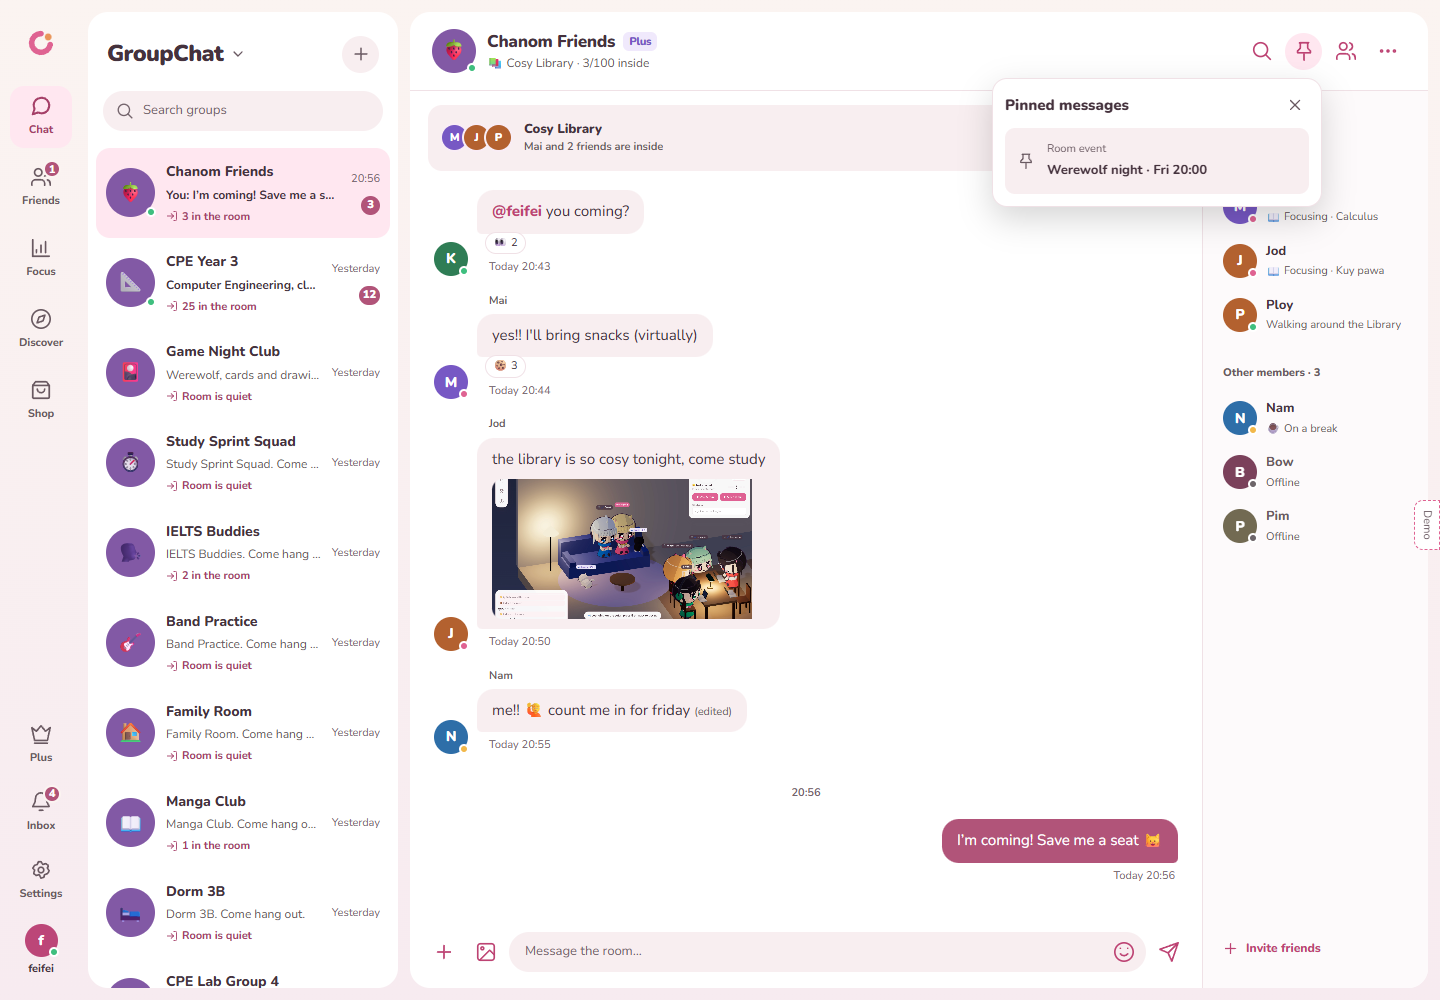 Chat
1
Friends
Focus
Discover
Shop
Plus
4
Inbox
Settings
f
feifei
GroupChat
Search groups
Chanom Friends
20:56
You: I'm coming! Save me a s...
3
3 in the room
CPE Year 3
Yesterday
Computer Engineering, cl...
12
25 in the room
Game Night Club
Werewolf, cards and drawi...
Yesterday
Room is quiet
Study Sprint Squad
Study Sprint Squad. Come ...
Yesterday
Room is quiet
IELTS Buddies
IELTS Buddies. Come hang ...
Yesterday
2 in the room
Band Practice
Band Practice. Come hang ...
Yesterday
Room is quiet
Family Room
Family Room. Come hang ...
Yesterday
Room is quiet
Manga Club
Manga Club. Come hang o...
Yesterday
1 in the room
Dorm 3B
Dorm 3B. Come hang out.
Yesterday
Room is quiet
CPE Lab Group 4
Chanom Friends Plus
Cosy Library · 3/100 inside
M J P
Cosy Library
Mai and 2 friends are inside
@feifei you coming?
2
K
Today 20:43
Mai
yes!! I'll bring snacks (virtually)
3
M
Today 20:44
Jod
the library is so cosy tonight, come study
J
Today 20:50
Nam
me!! count me in for friday (edited)
N
Today 20:55
20:56
I'm coming! Save me a seat
Today 20:56
Message the room...
Pinned messages
Room event
Werewolf night · Fri 20:00
M
Focusing · Calculus
J
Jod
Focusing · Kuy pawa
P
Ploy
Walking around the Library
Other members · 3
N
Nam
On a break
B
Bow
Offline
P
Pim
Offline
Demo
Invite friends